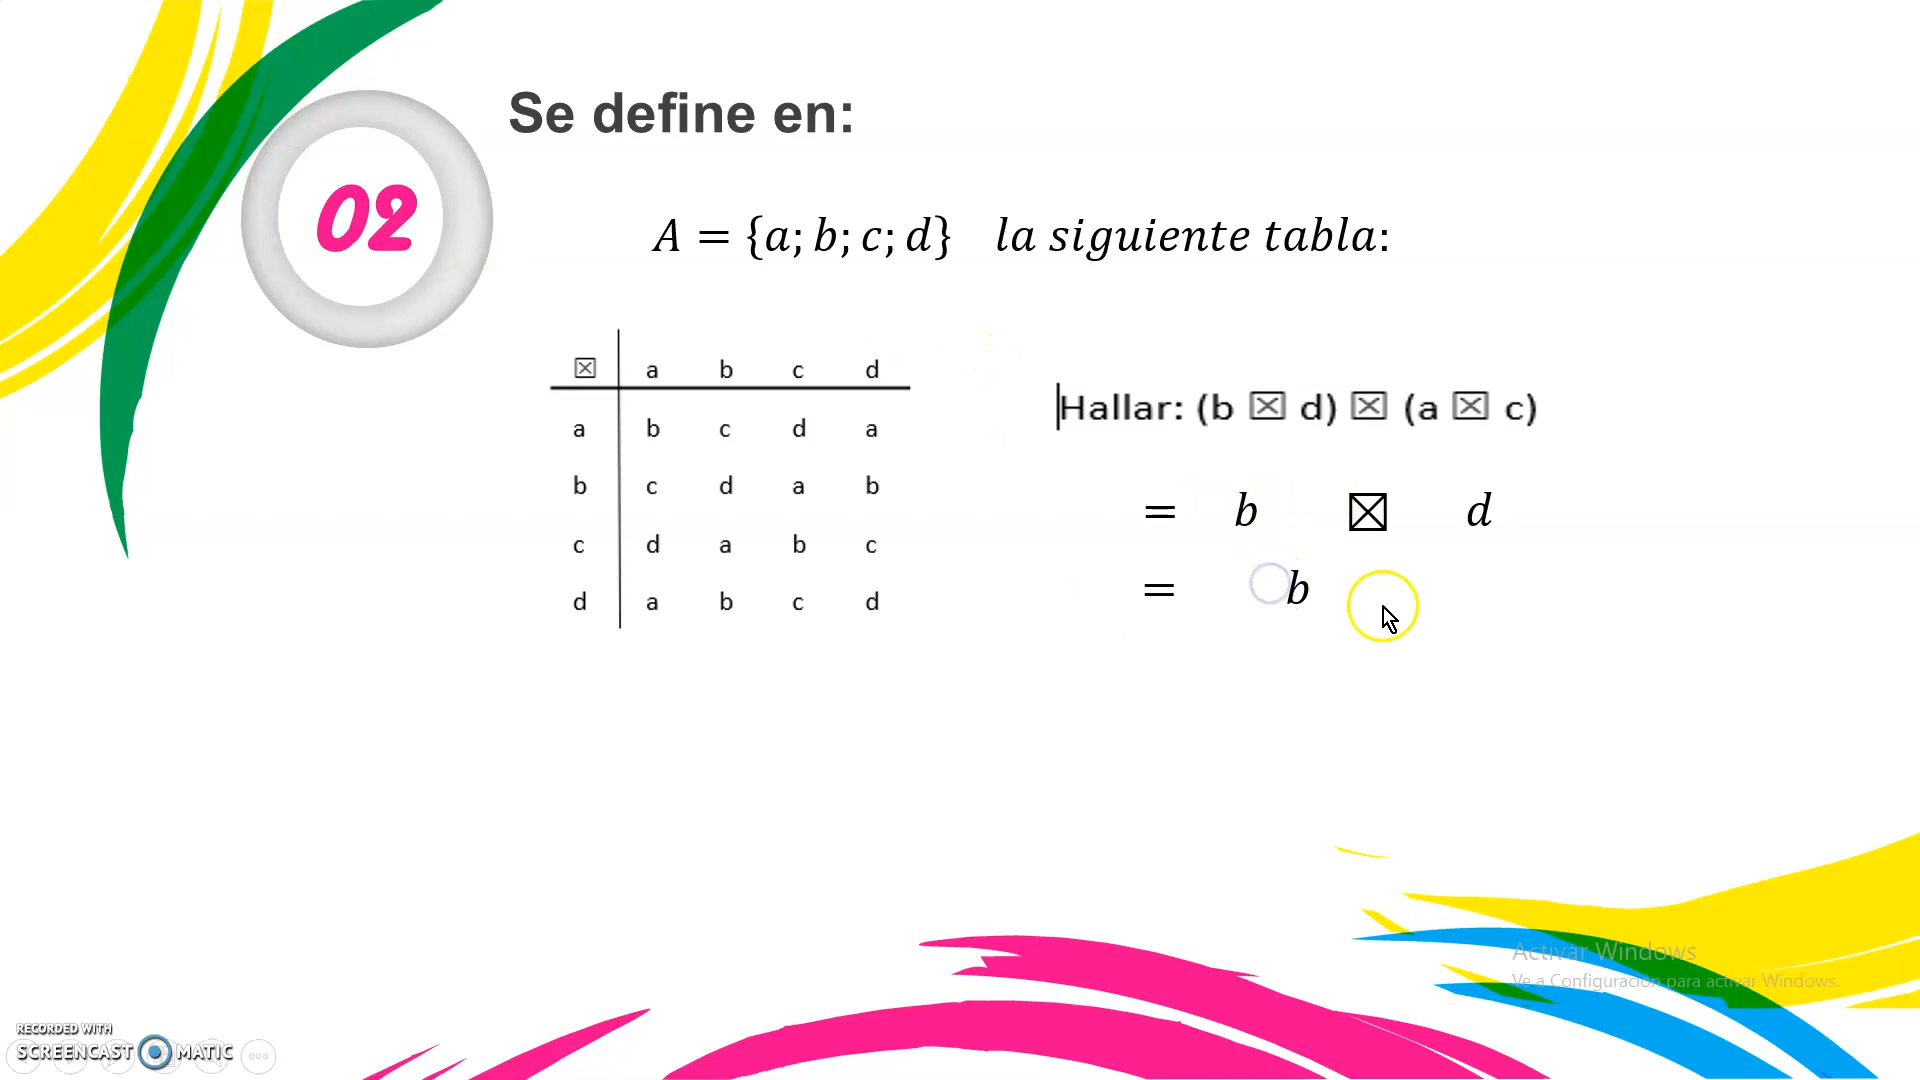 Se define en:
02
A = {a; b; c; d} la siguiente tabla:
☒ a b c d
a b c d a
b c d a b
c d a b c
d a b c d
Hallar: (b ☒ d) ☒ (a ☒ c)
= b ☒ d
= b
Activar Windows
Ve a Configuración para activar Windows.
RECORDED WITH
SCREENCAST MATIC